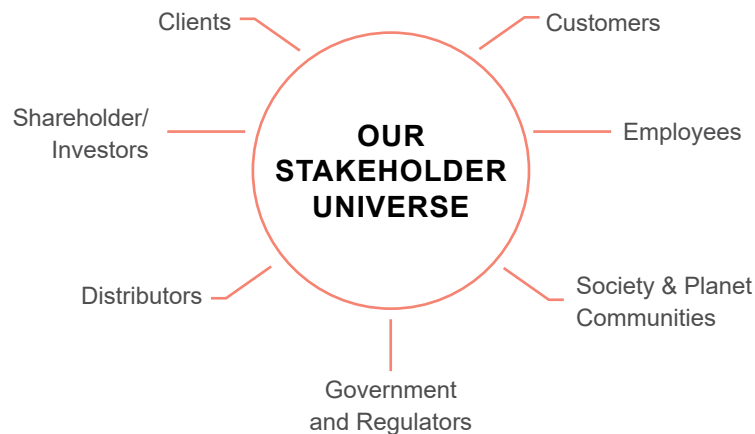 Clients
Customers
Shareholder/
Investors
OUR
STAKEHOLDER
UNIVERSE
Employees
Distributors
Society & Planet
Communities
Government
and Regulators